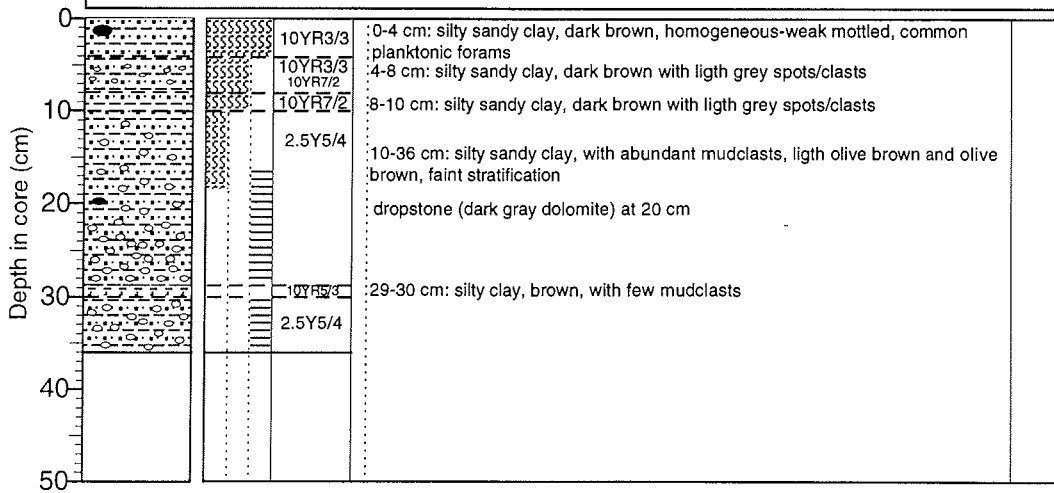 Depth in core (cm)
0
10
20
30
40
50
10YR3/3
10YR3/3
10YR7/2
10YR7/2
2.5Y5/4
10YR5/3
2.5Y5/4
0-4 cm: silty sandy clay, dark brown, homogeneous-weak mottled, common
planktonic forams
4-8 cm: silty sandy clay, dark brown with ligth grey spots/clasts
8-10 cm: silty sandy clay, dark brown with ligth grey spots/clasts
10-36 cm: silty sandy clay, with abundant mudclasts, ligth olive brown and olive
brown, faint stratification
dropstone (dark gray dolomite) at 20 cm
29-30 cm: silty clay, brown, with few mudclasts